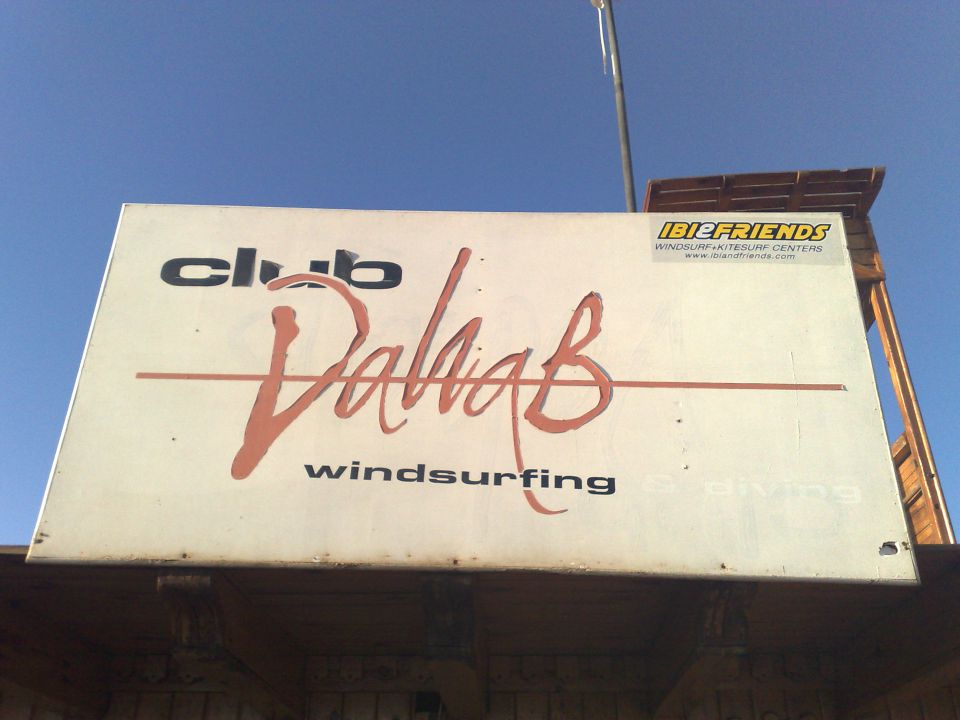 club
DahaB
windsurfing & diving
IBIeFRIENDS
WINDSURF+KITESURF CENTERS
www.ibiandfriends.com